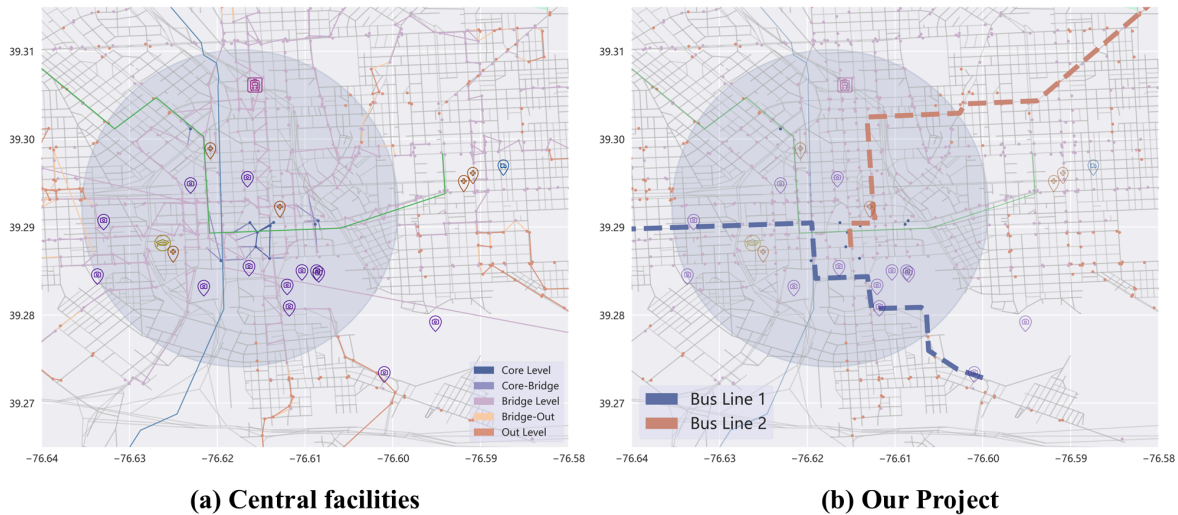 39.31
39.30
39.29
39.28
39.27
−76.64 −76.63 −76.62 −76.61 −76.60 −76.59 −76.58
Core Level
Core-Bridge
Bridge Level
Bridge-Out
Out Level
(a) Central facilities
39.31
39.30
39.29
39.28
39.27
−76.64 −76.63 −76.62 −76.61 −76.60 −76.59 −76.58
Bus Line 1
Bus Line 2
(b) Our Project